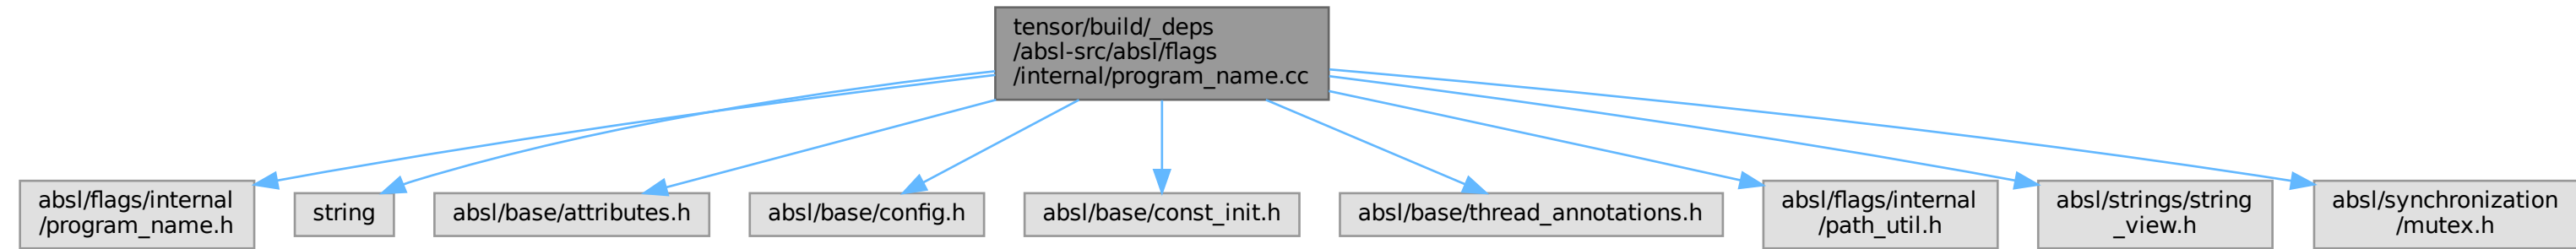 tensor/build/_deps
/absl-src/absl/flags
/internal/program_name.cc
absl/flags/internal
/program_name.h
string
absl/base/attributes.h
absl/base/config.h
absl/base/const_init.h
absl/base/thread_annotations.h
absl/flags/internal
/path_util.h
absl/strings/string
_view.h
absl/synchronization
/mutex.h